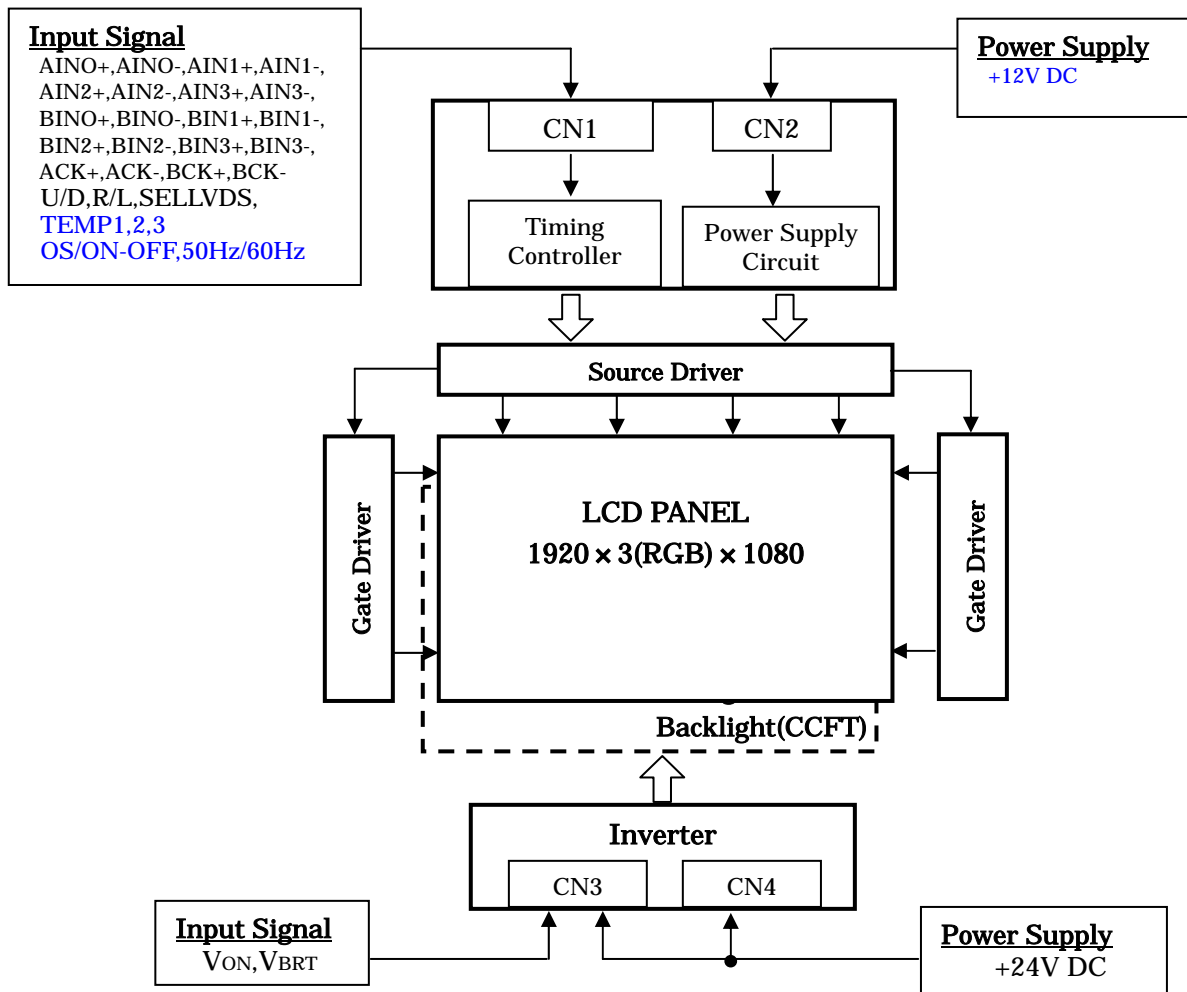 Input Signal
AINO+,AINO-,AIN1+,AIN1-,
AIN2+,AIN2-,AIN3+,AIN3-,
BINO+,BINO-,BIN1+,BIN1-,
BIN2+,BIN2-,BIN3+,BIN3-,
ACK+,ACK-,BCK+,BCK-
U/D,R/L,SELLVDS,
TEMP1,2,3
OS/ON-OFF,50Hz/60Hz
Power Supply
+12V DC
CN1
CN2
Timing
Controller
Power Supply
Circuit
Source Driver
Gate Driver
LCD PANEL
1920 × 3(RGB) × 1080
Gate Driver
Backlight(CCFT)
Inverter
CN3
CN4
Input Signal
VON,VBRT
Power Supply
+24V DC